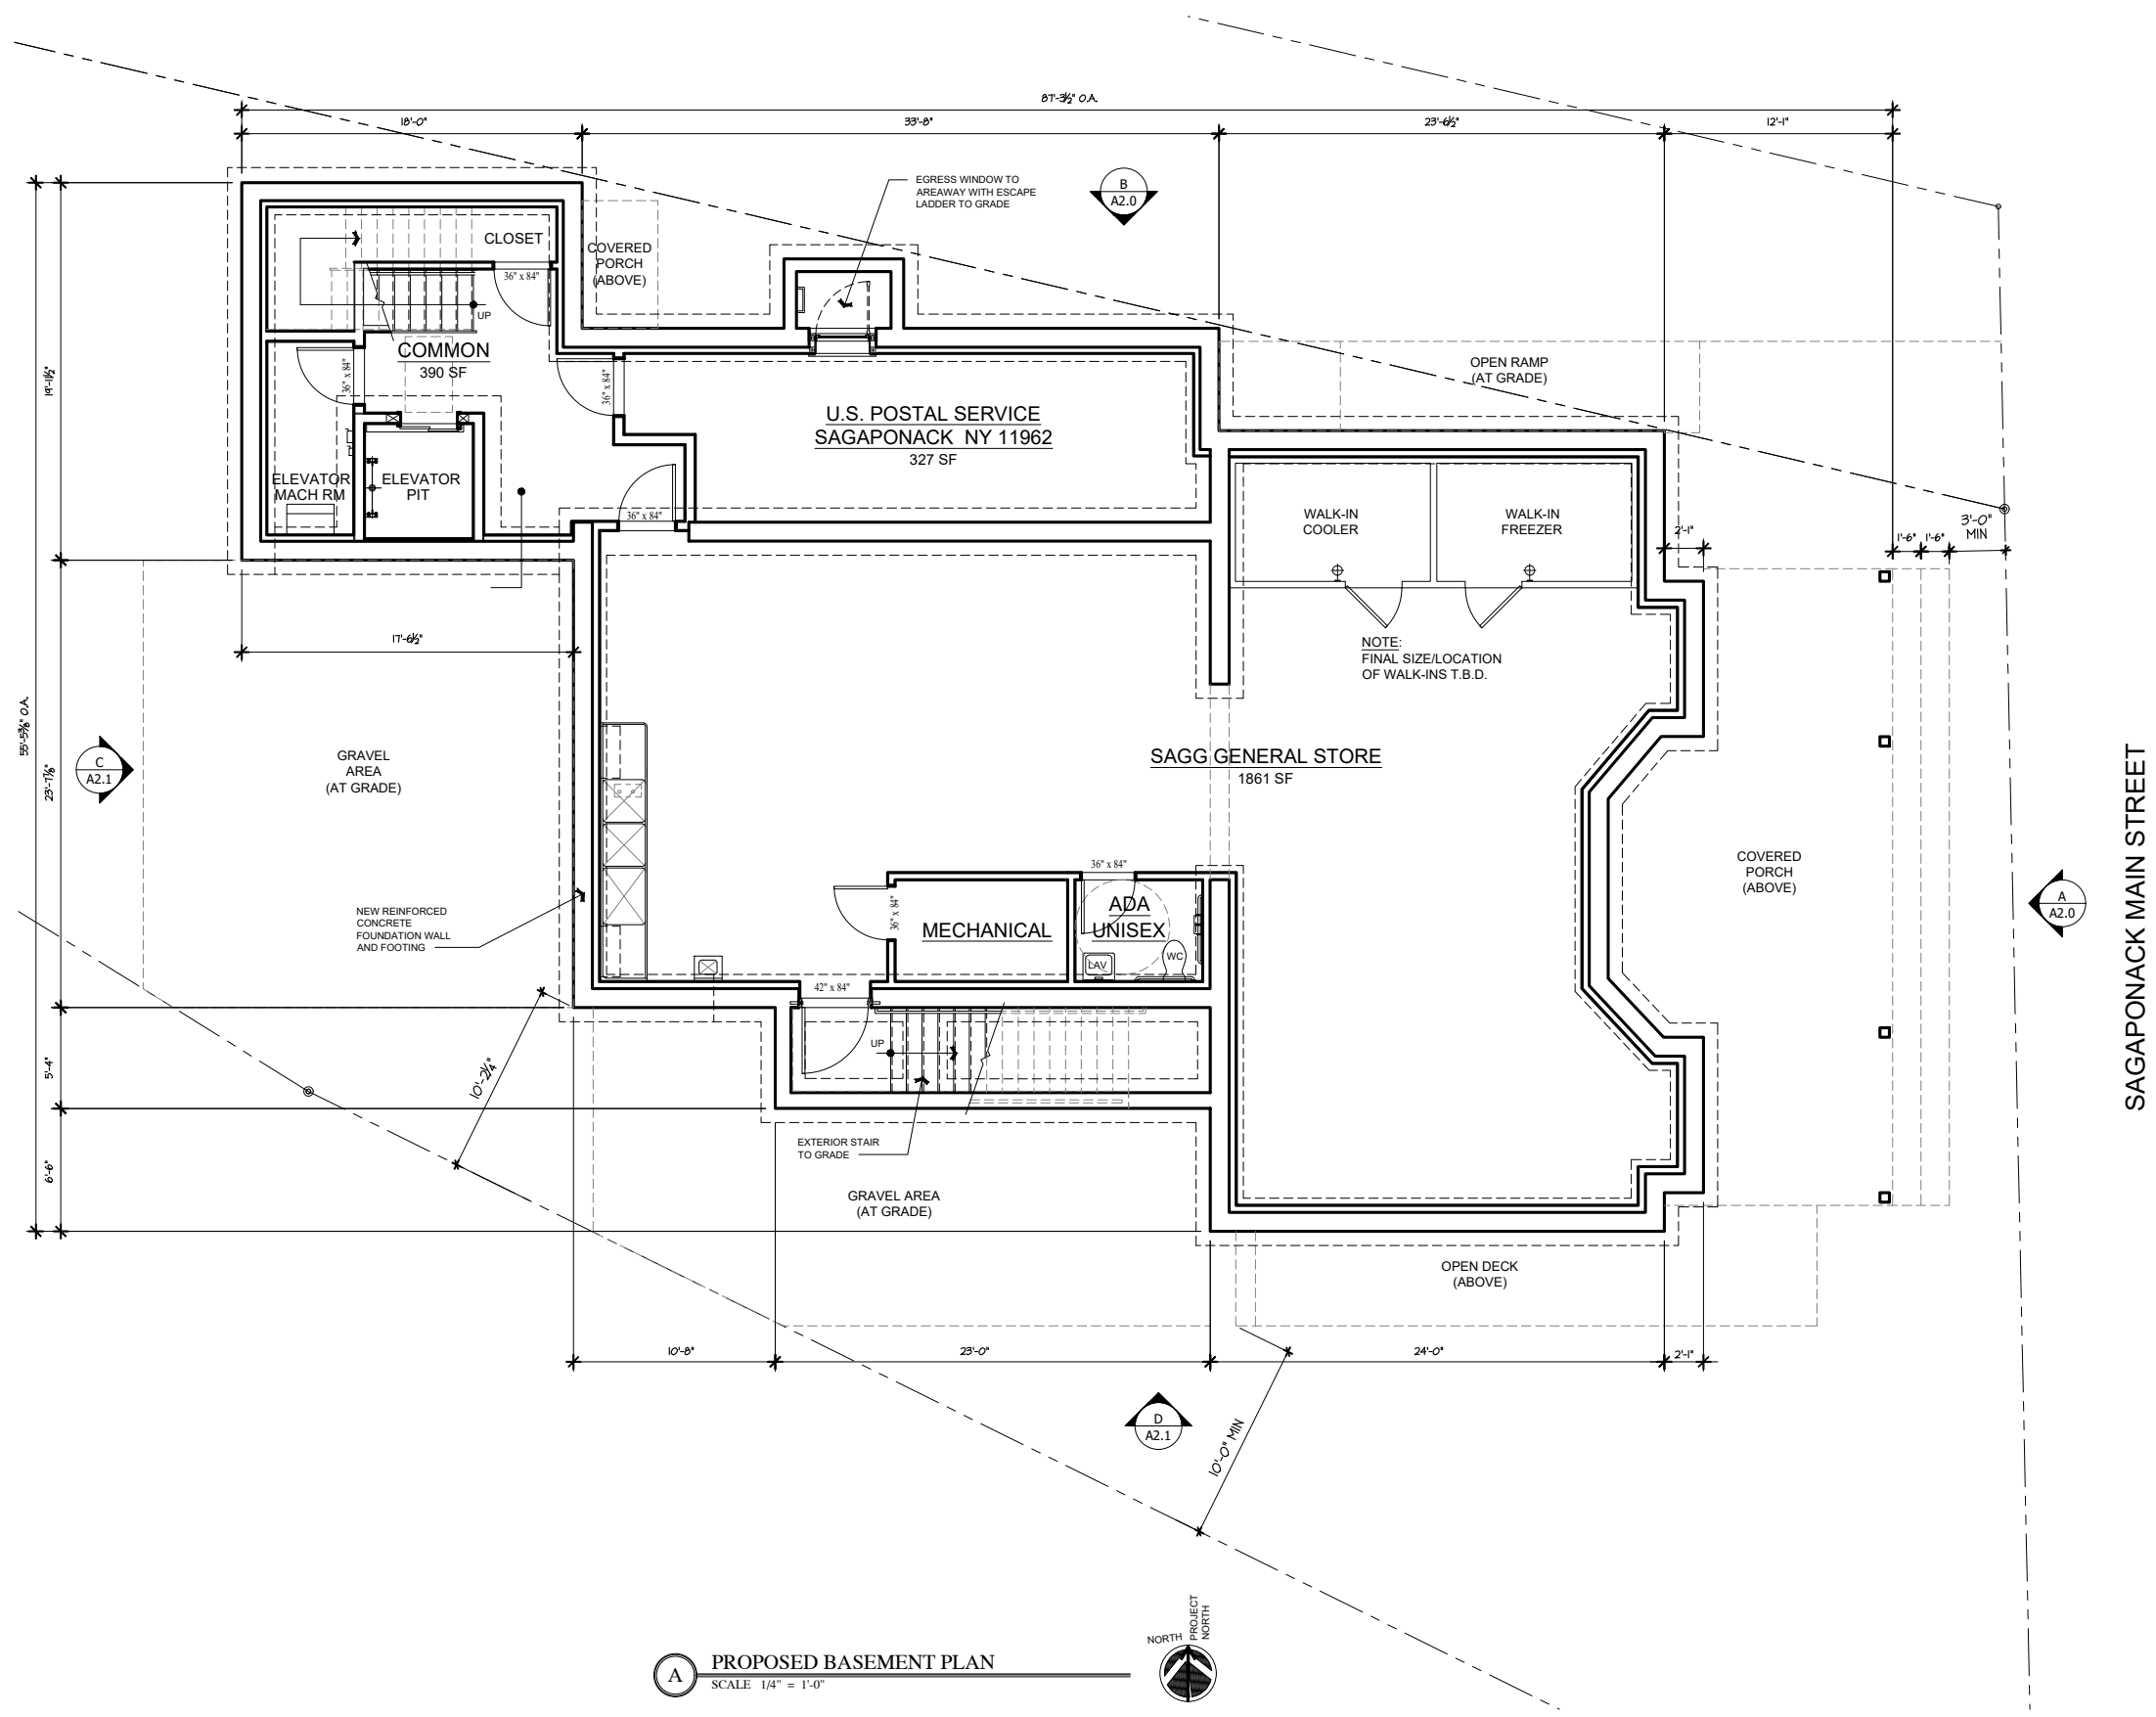 87'-3½" O.A.
18'-0"
33'-8"
23'-6½"
12'-1"
EGRESS WINDOW TO
AREAWAY WITH ESCAPE
LADDER TO GRADE
B
A2.0
CLOSET
36" x 84"
COVERED
PORCH
(ABOVE)
UP
COMMON
390 SF
36" x 84"
36" x 84"
19'-1½"
OPEN RAMP
(AT GRADE)
U.S. POSTAL SERVICE
SAGAPONACK NY 11962
327 SF
ELEVATOR
MACH RM
ELEVATOR
PIT
36" x 84"
WALK-IN
COOLER
WALK-IN
FREEZER
2'-1"
1'-6"
1'-6"
3'-0"
MIN
17'-6½"
NOTE:
FINAL SIZE/LOCATION
OF WALK-INS T.B.D.
55'-5⅜" O.A.
23'-7⅞"
C
A2.1
GRAVEL
AREA
(AT GRADE)
SAGG GENERAL STORE
1861 SF
SAGAPONACK MAIN STREET
COVERED
PORCH
(ABOVE)
A
A2.0
36" x 84"
36" x 84"
NEW REINFORCED
CONCRETE
FOUNDATION WALL
AND FOOTING
MECHANICAL
ADA
UNISEX
LAV
WC
42" x 84"
UP
10'-2¼"
5'-4"
6'-6"
EXTERIOR STAIR
TO GRADE
GRAVEL AREA
(AT GRADE)
OPEN DECK
(ABOVE)
10'-8"
23'-0"
24'-0"
2'-1"
D
A2.1
10'-0" MIN
NORTH
PROJECT
NORTH
A
PROPOSED BASEMENT PLAN
SCALE 1/4" = 1'-0"